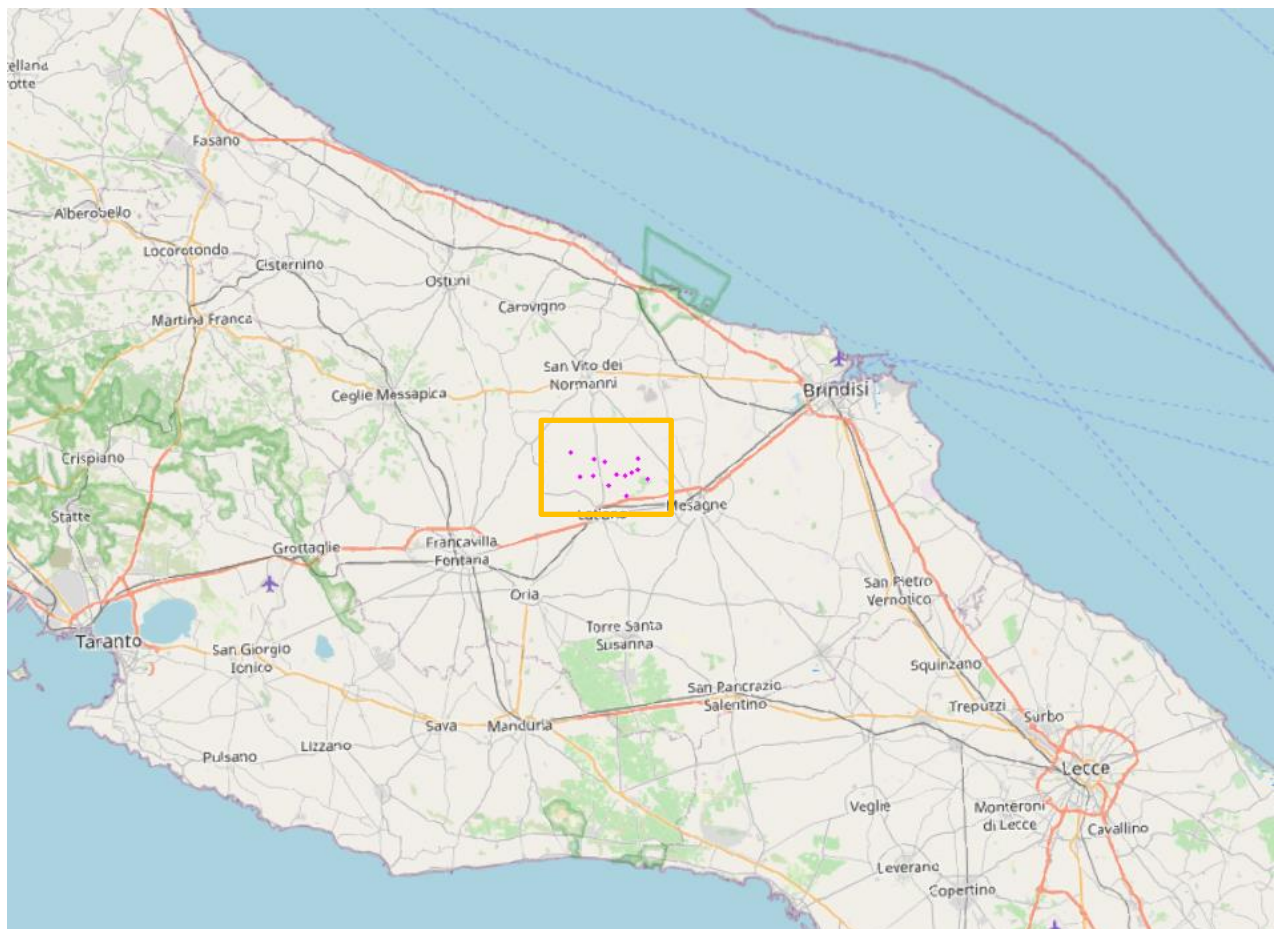 Fasano
Alberobello
Locorotondo
Cisternino
Ostuni
Carovigno
Martina Franca
San Vito dei
Normanni
Ceglie Messapica
Brindisi
Crispiano
Statte
Latiano
Mesagne
Grottaglie
Francavilla
Fontana
Oria
San Pietro
Vernotico
Taranto
San Giorgio
Ionico
Torre Santa
Susanna
Squinzano
San Pancrazio
Salentino
Trepuzzi
Surbo
Sava
Manduria
Lizzano
Pulsano
Lecce
Veglie
Monteroni
di Lecce
Cavallino
Leverano
Copertino